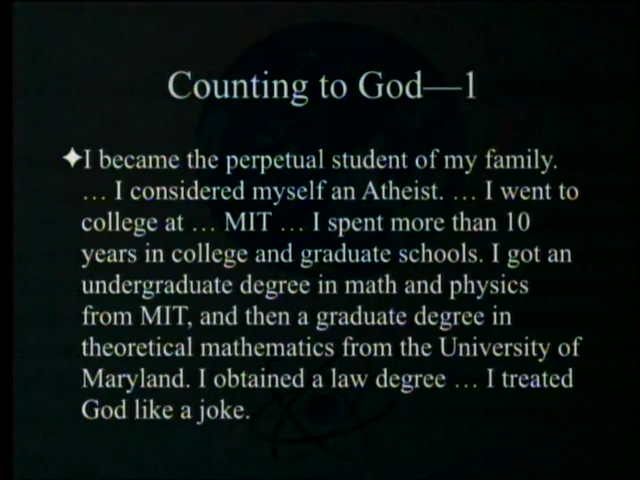 Counting to God—1
✦I became the perpetual student of my family.
… I considered myself an Atheist. … I went to
college at … MIT … I spent more than 10
years in college and graduate schools. I got an
undergraduate degree in math and physics
from MIT, and then a graduate degree in
theoretical mathematics from the University of
Maryland. I obtained a law degree … I treated
God like a joke.